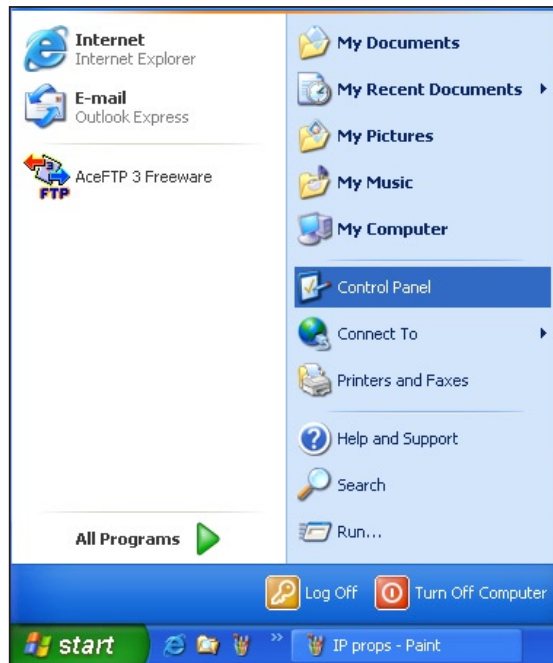 Internet
Internet Explorer
E-mail
Outlook Express
3
FTP
AceFTP 3 Freeware
All Programs
My Documents
My Recent Documents
My Pictures
My Music
My Computer
Control Panel
Connect To
Printers and Faxes
Help and Support
Search
Run...
Log Off
Turn Off Computer
start
IP props - Paint